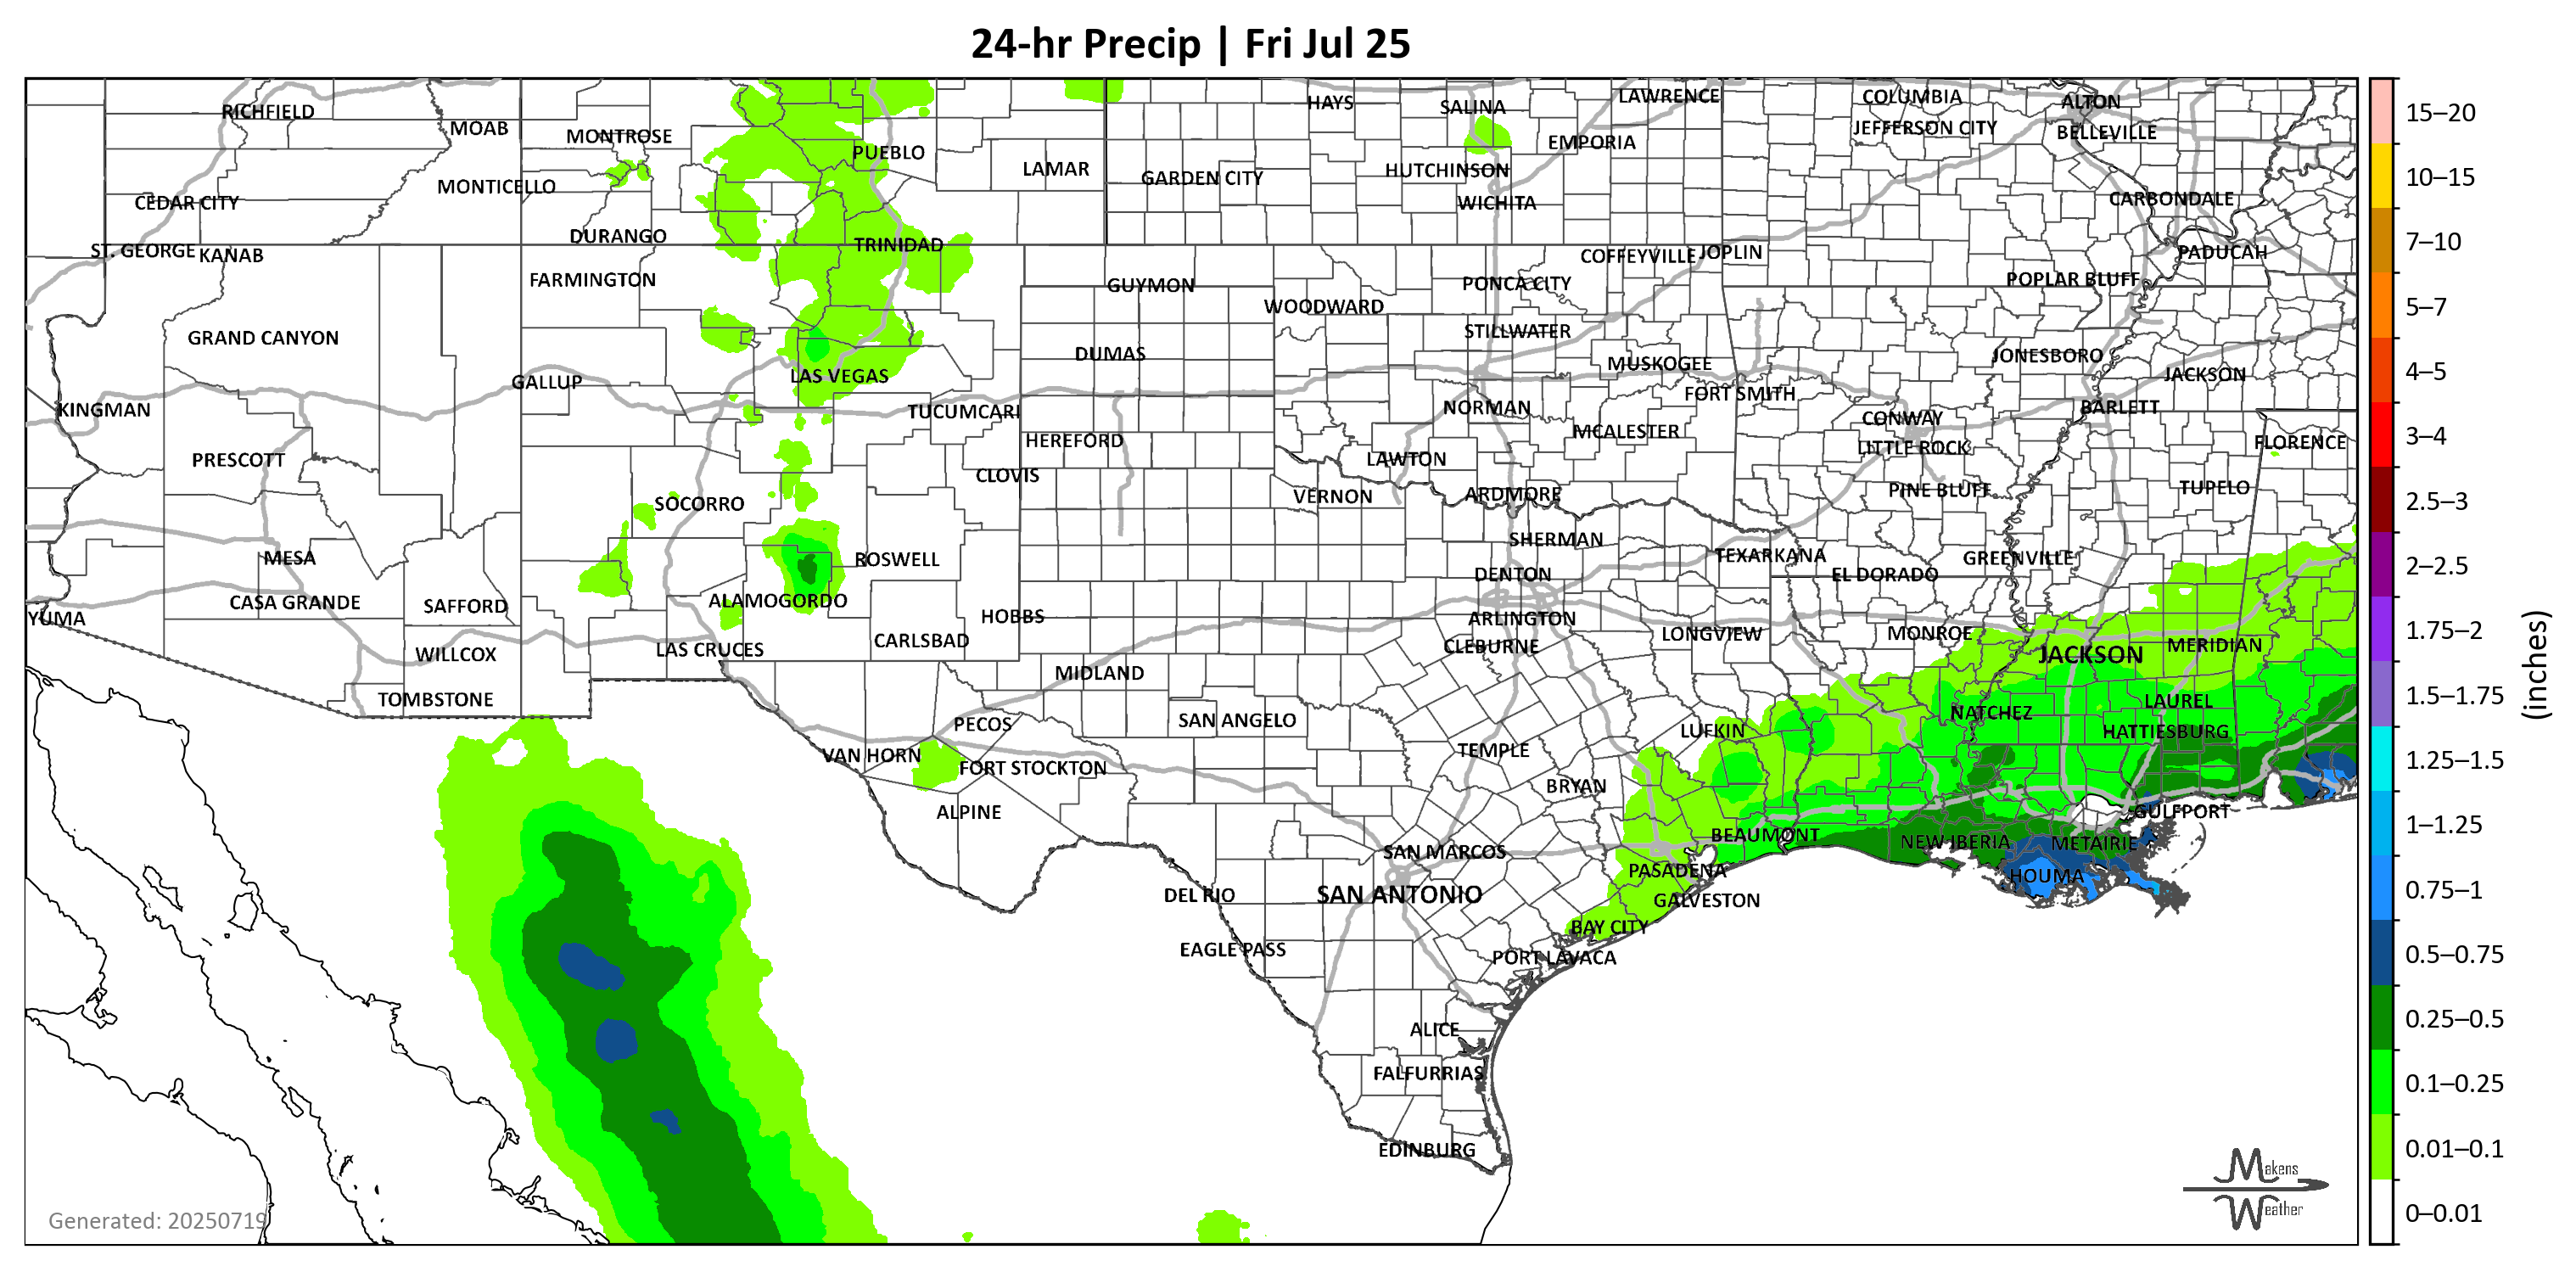 24-hr Precip | Fri Jul 25
RICHFIELD
MOAB
MONTROSE
PUEBLO
LAMAR
HAYS
SALINA
LAWRENCE
COLUMBIA
ALTON
JEFFERSON CITY
BELLEVILLE
EMPORIA
MONTICELLO
GARDEN CITY
HUTCHINSON
CEDAR CITY
WICHITA
CARBONDALE
DURANGO
TRINIDAD
ST. GEORGE
KANAB
COFFEYVILLE
JOPLIN
PADUCAH
FARMINGTON
GUYMON
PONCA CITY
POPLAR BLUFF
WOODWARD
GRAND CANYON
STILLWATER
DUMAS
MUSKOGEE
JONESBORO
GALLUP
LAS VEGAS
FORT SMITH
JACKSON
KINGMAN
TUCUMCARI
NORMAN
CONWAY
BARLETT
HEREFORD
MCALESTER
LITTLE ROCK
FLORENCE
PRESCOTT
CLOVIS
LAWTON
SOCORRO
VERNON
ARDMORE
PINE BLUFF
TUPELO
MESA
ROSWELL
SHERMAN
TEXARKANA
GREENVILLE
DENTON
EL DORADO
CASA GRANDE
SAFFORD
ALAMOGORDO
HOBBS
ARLINGTON
YUMA
CARLSBAD
CLEBURNE
LONGVIEW
MONROE
WILLCOX
LAS CRUCES
JACKSON
MERIDIAN
TOMBSTONE
MIDLAND
PECOS
SAN ANGELO
LUFKIN
NATCHEZ
LAUREL
VAN HORN
FORT STOCKTON
TEMPLE
HATTIESBURG
BRYAN
ALPINE
GULFPORT
BEAUMONT
NEW IBERIA
METAIRIE
SAN MARCOS
PASADENA
HOUMA
DEL RIO
SAN ANTONIO
GALVESTON
EAGLE PASS
BAY CITY
PORT LAVACA
ALICE
FALFURRIAS
EDINBURG
Generated: 20250719
Makens
Weather
15–20
10–15
7–10
5–7
4–5
3–4
2.5–3
2–2.5
1.75–2
1.5–1.75
1.25–1.5
1–1.25
0.75–1
0.5–0.75
0.25–0.5
0.1–0.25
0.01–0.1
0–0.01
(inches)